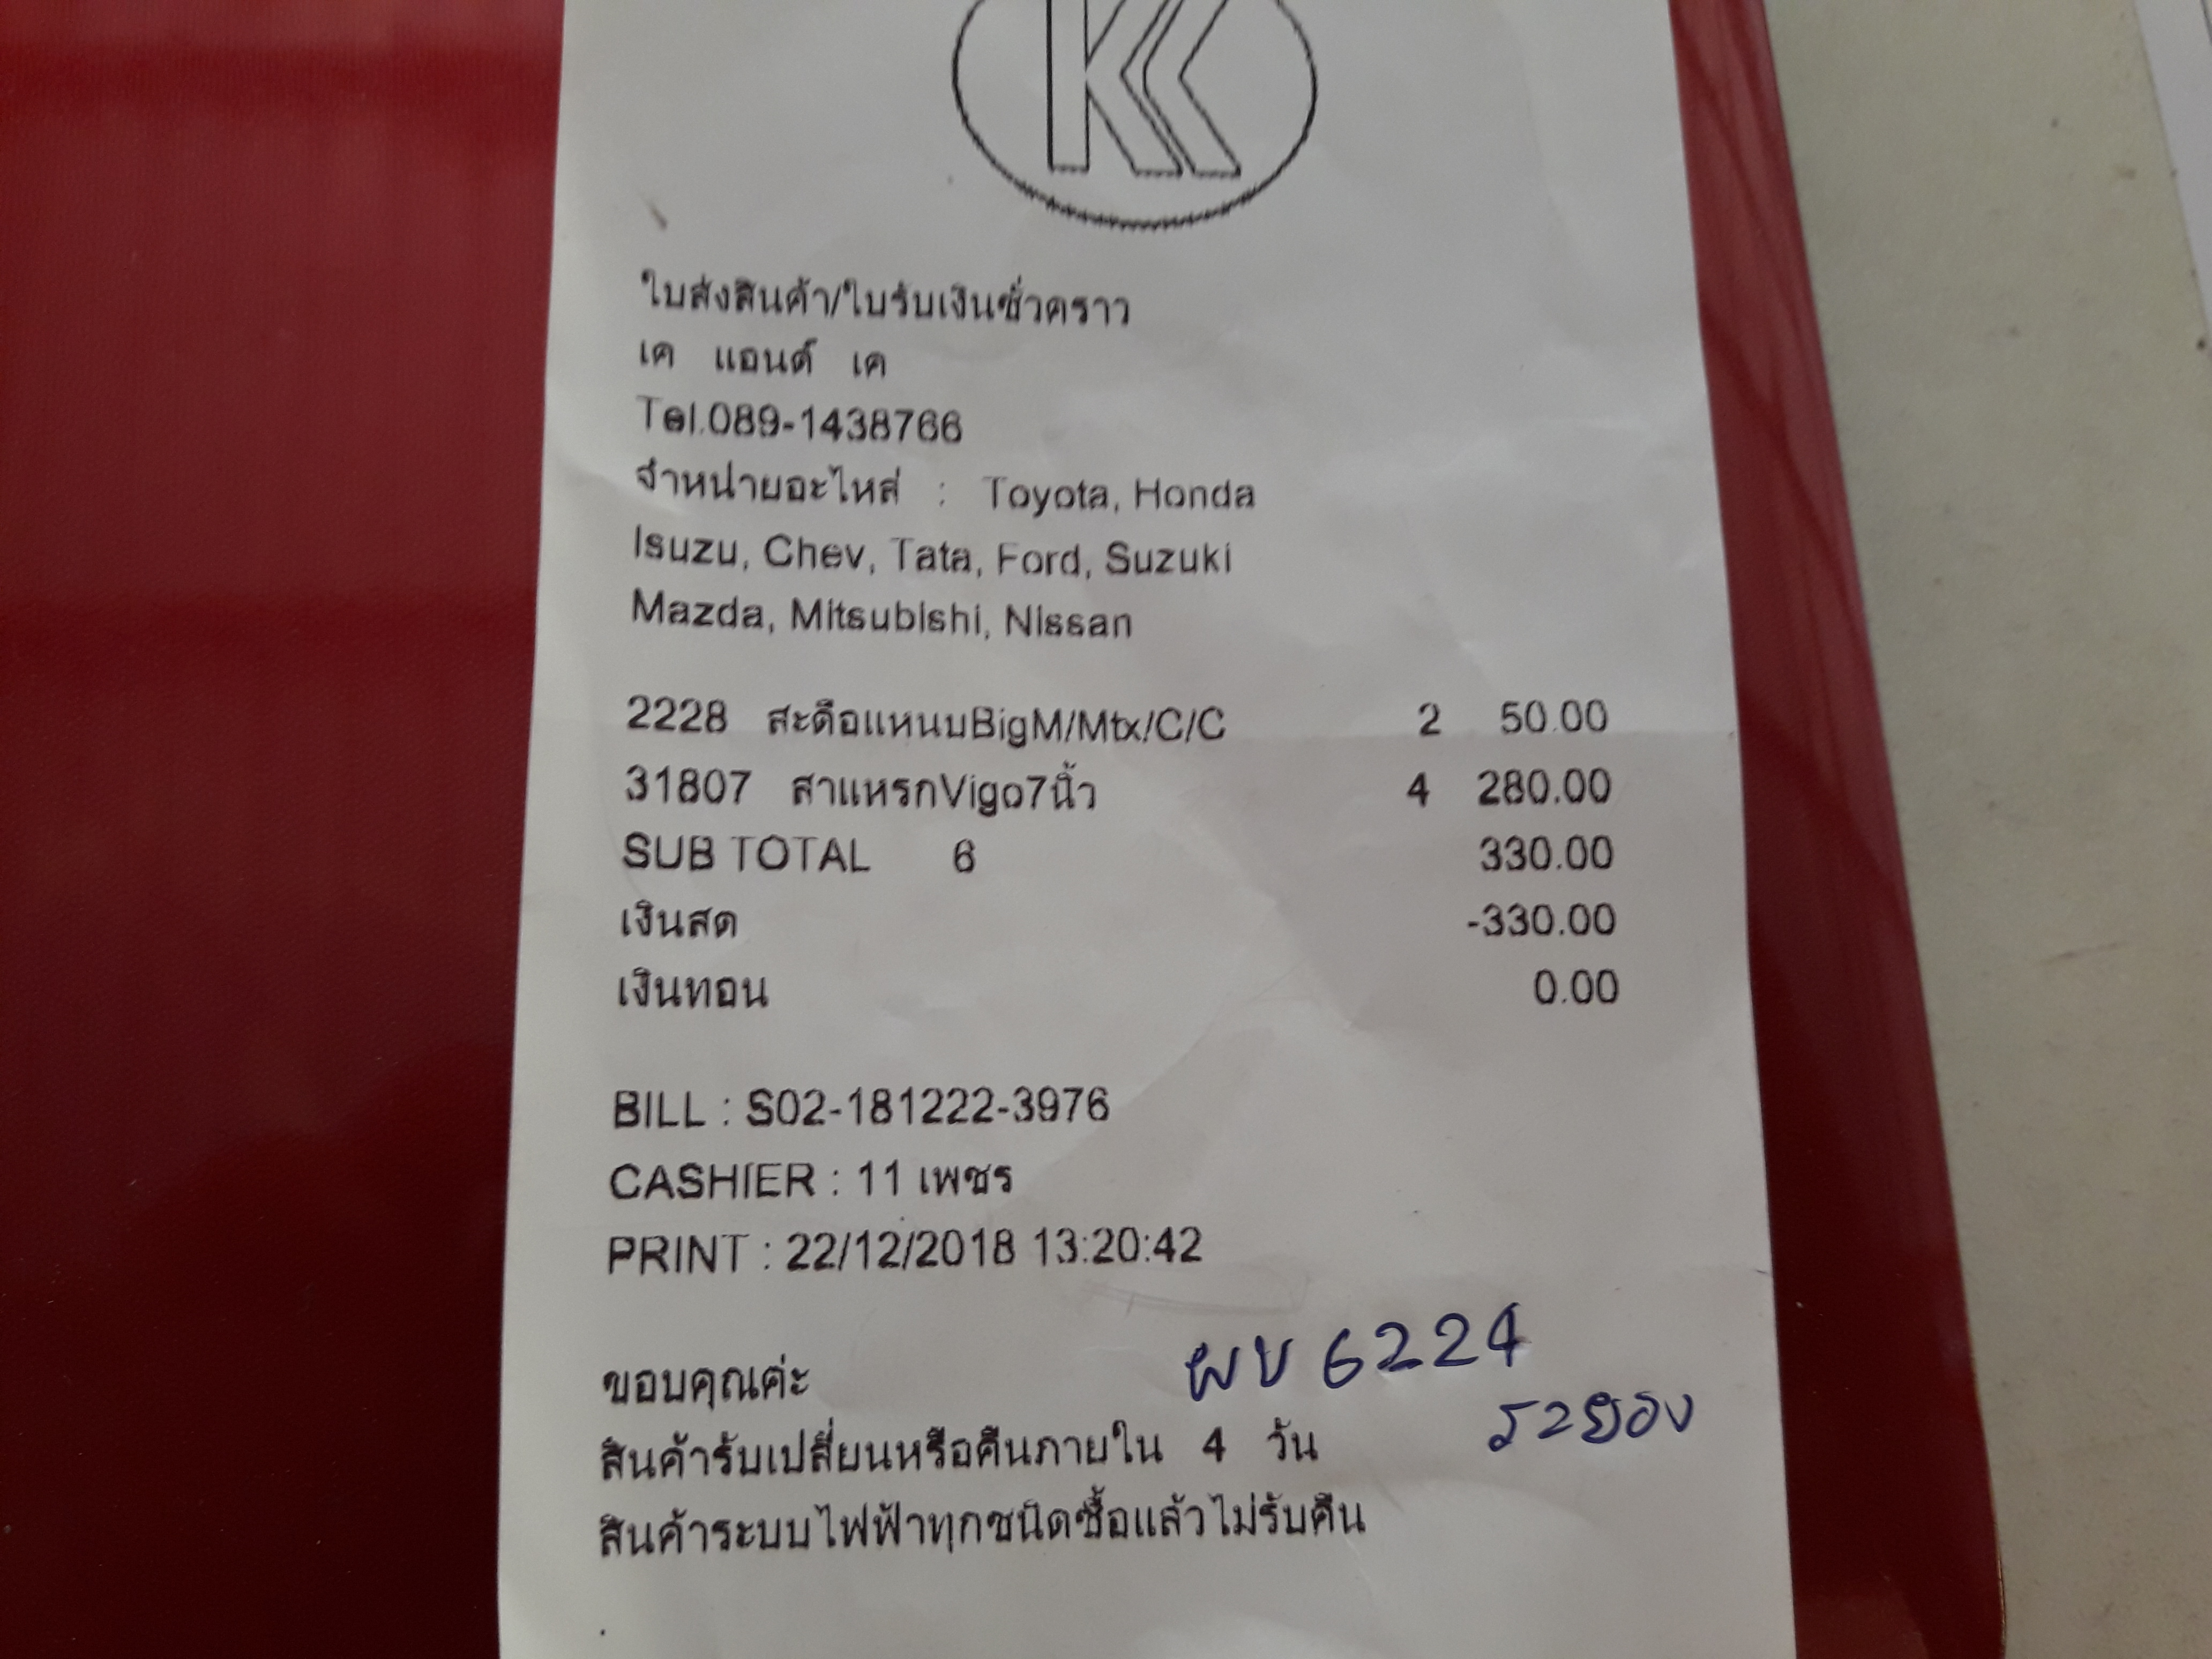 KK
ใบส่งสินค้า/ใบรับเงินชั่วคราว
เค แอนด์ เค
Tel.089-1438766
จำหน่ายอะไหล่ : Toyota, Honda
Isuzu, Chev, Tata, Ford, Suzuki
Mazda, Mitsubishi, Nissan
2228 สะดือแหนบBigM/Mtx/C/C 2 50.00
31807 สาแหรกVigo7นิ้ว 4 280.00
SUB TOTAL 6 330.00
เงินสด -330.00
เงินทอน 0.00
BILL : S02-181222-3976
CASHIER : 11 เพชร
PRINT : 22/12/2018 13:20:42
ขอบคุณค่ะ
ผบ 6224
ระยอง
สินค้ารับเปลี่ยนหรือคืนภายใน 4 วัน
สินค้าระบบไฟฟ้าทุกชนิดซื้อแล้วไม่รับคืน